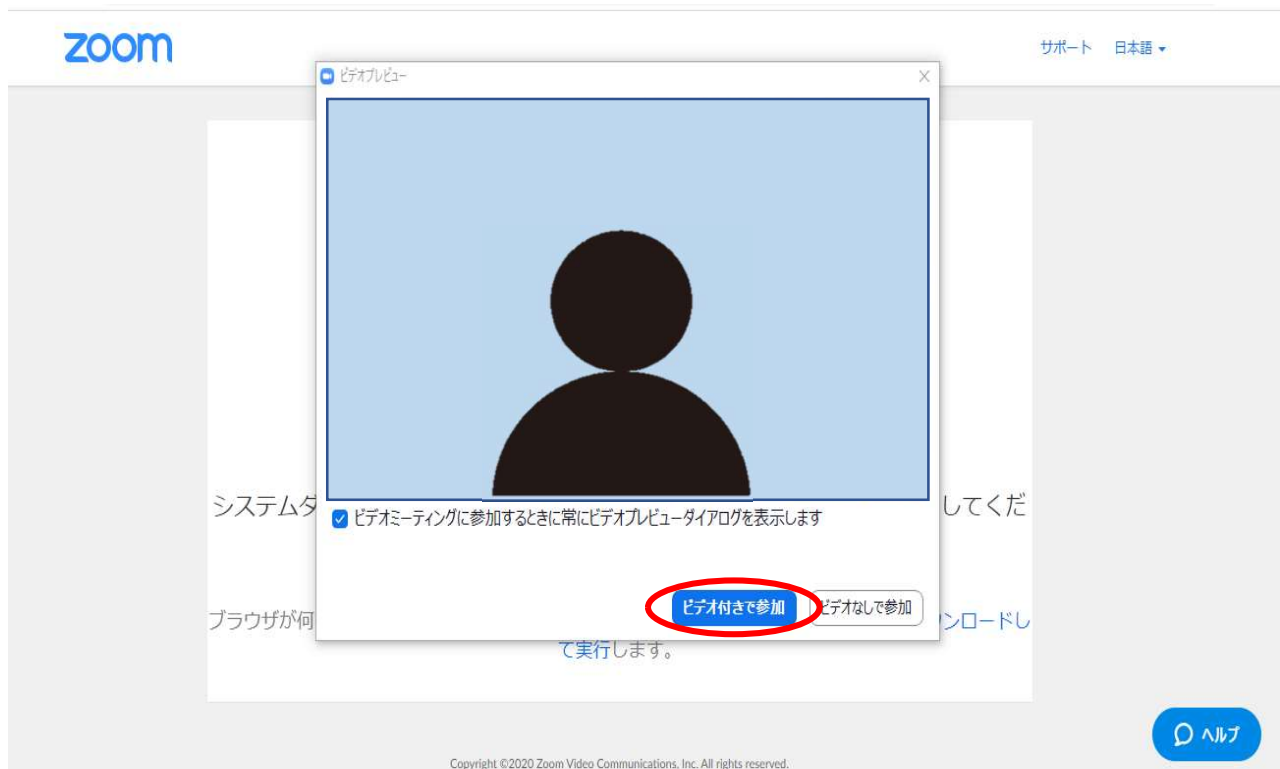 zoom
サポート 日本語
ビデオプレビュー
システムダ
してくだ
ビデオミーティングに参加するときに常にビデオプレビューダイアログを表示します
ビデオ付きで参加 ビデオなしで参加
ブラウザが何
ンロードし
て実行します。
ヘルプ
Copyright ©2020 Zoom Video Communications, Inc. All rights reserved.